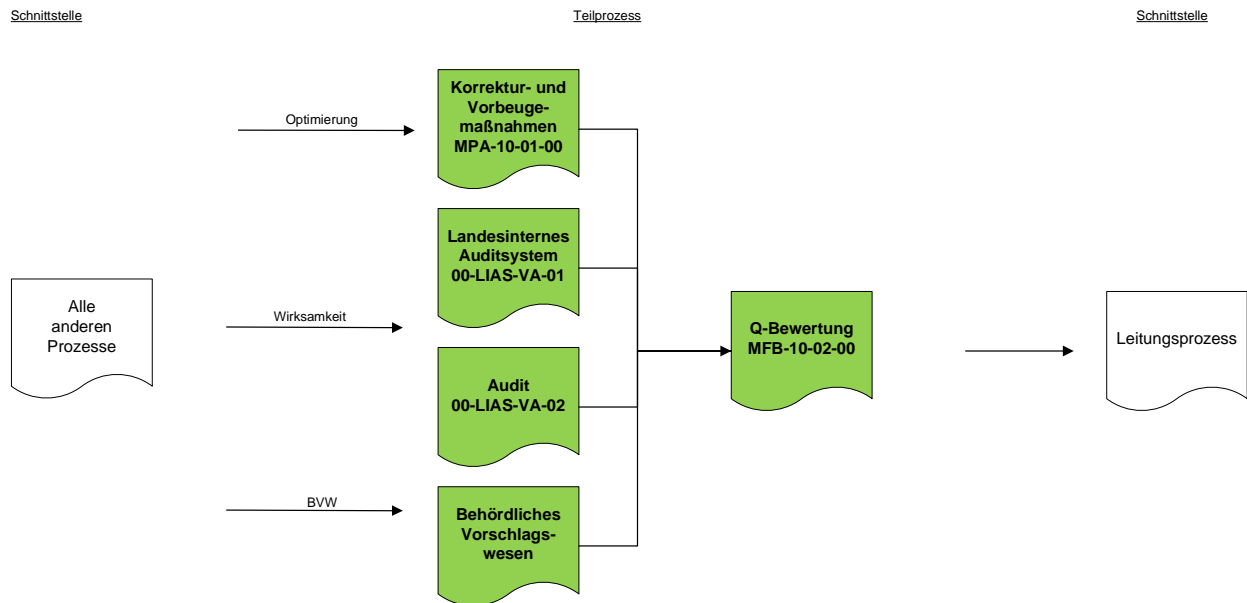 Schnittstelle
Teilprozess
Schnittstelle
Alle
anderen
Prozesse
Optimierung
Wirksamkeit
BVW
Korrektur- und
Vorbeuge-
maßnahmen
MPA-10-01-00
Landesinternes
Auditsystem
00-LIAS-VA-01
Audit
00-LIAS-VA-02
Behördliches
Vorschlags-
wesen
Q-Bewertung
MFB-10-02-00
Leitungsprozess